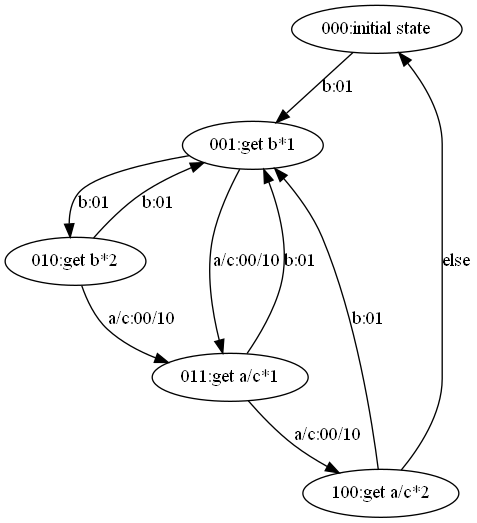 000:initial state
b:01
001:get b*1
b:01
b:01
a/c:00/10
b:01
else
010:get b*2
a/c:00/10
b:01
011:get a/c*1
a/c:00/10
100:get a/c*2